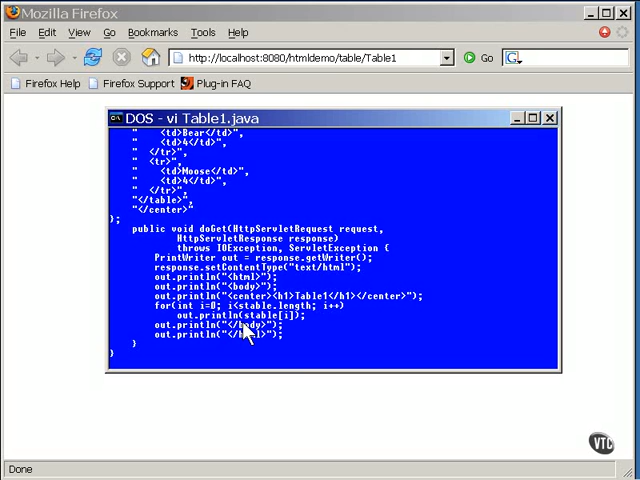 Mozilla Firefox
File Edit View Go Bookmarks Tools Help
http://localhost:8080/htmldemo/table/Table1 Go G
Firefox Help Firefox Support Plug-in FAQ
DOS - vi Table1.java
"    <td>Bear</td>",
"    <td>4</td>",
"  </tr>",
"  <tr>",
"    <td>Moose</td>",
"    <td>4</td>",
"  </tr>",
"</table>",
"</center>"
);
public void doGet(HttpServletRequest request,
HttpServletResponse response)
throws IOException, ServletException {
PrintWriter out = response.getWriter();
response.setContentType("text/html");
out.println("<html>");
out.println("<body>");
out.println("<center><h1>Table1</h1></center>");
for(int i=0; i<stable.length; i++)
out.println(stable[i]);
out.println("</body>");
out.println("</html>");
}
}
VTC
Done